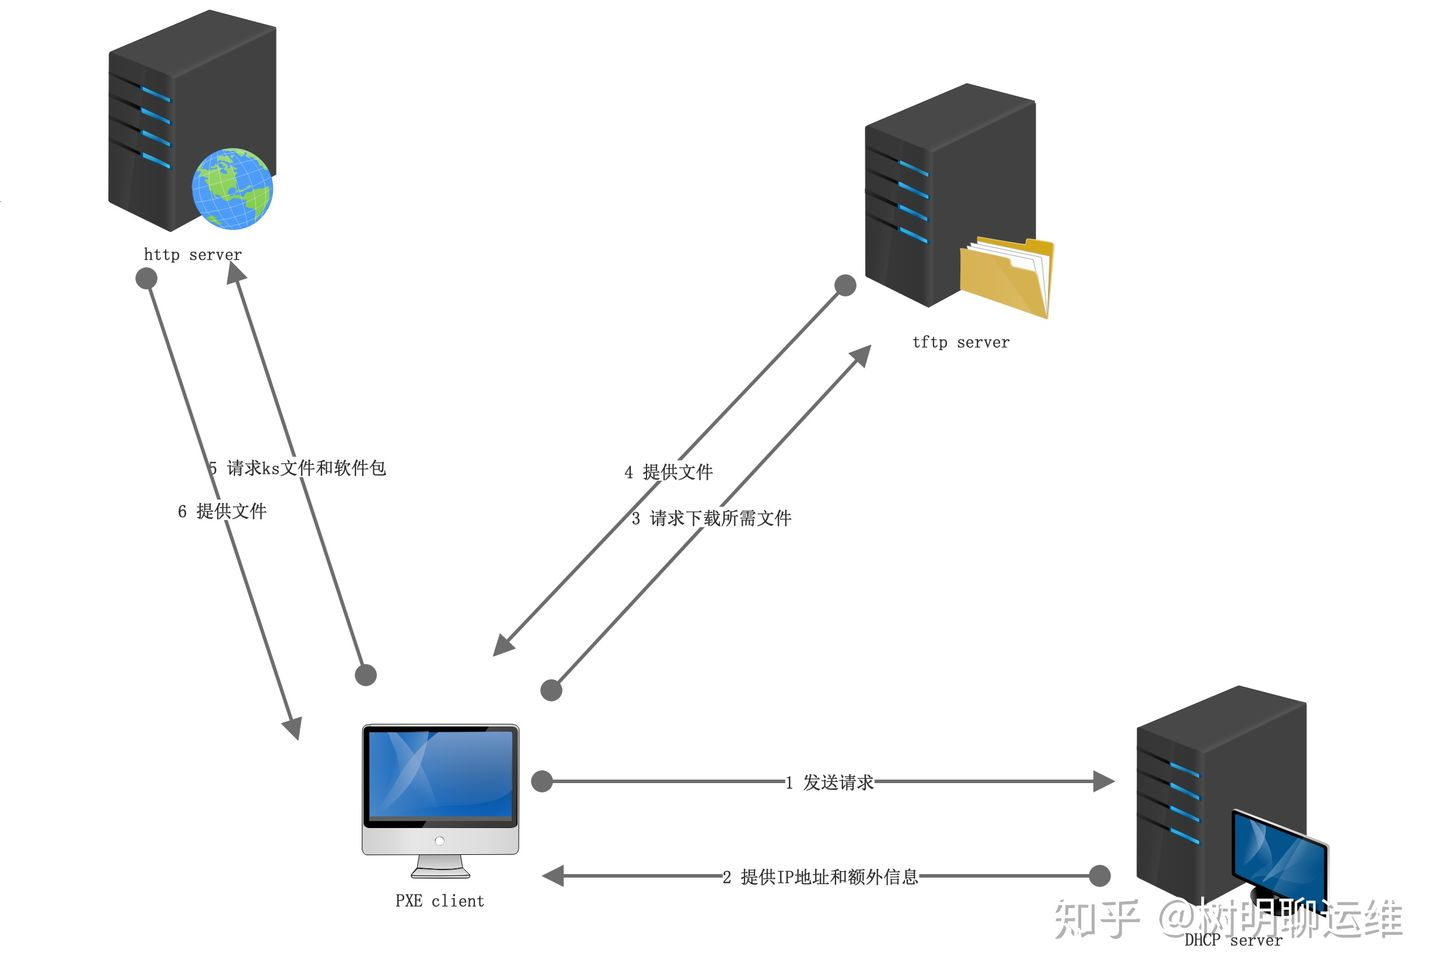 http server
tftp server
5 请求ks文件和软件包
4 提供文件
6 提供文件
3 请求下载所需文件
1 发送请求
2 提供IP地址和额外信息
PXE client
知乎 @树明聊运维
DHCP server